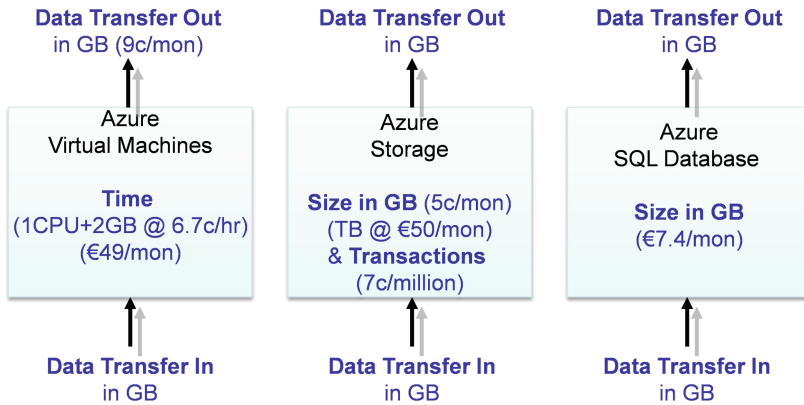 Data Transfer Out
in GB (9c/mon)
Azure
Virtual Machines
Time
(1CPU+2GB @ 6.7c/hr)
(€49/mon)
Data Transfer In
in GB
Data Transfer Out
in GB
Azure
Storage
Size in GB (5c/mon)
(TB @ €50/mon)
& Transactions
(7c/million)
Data Transfer In
in GB
Data Transfer Out
in GB
Azure
SQL Database
Size in GB
(€7.4/mon)
Data Transfer In
in GB